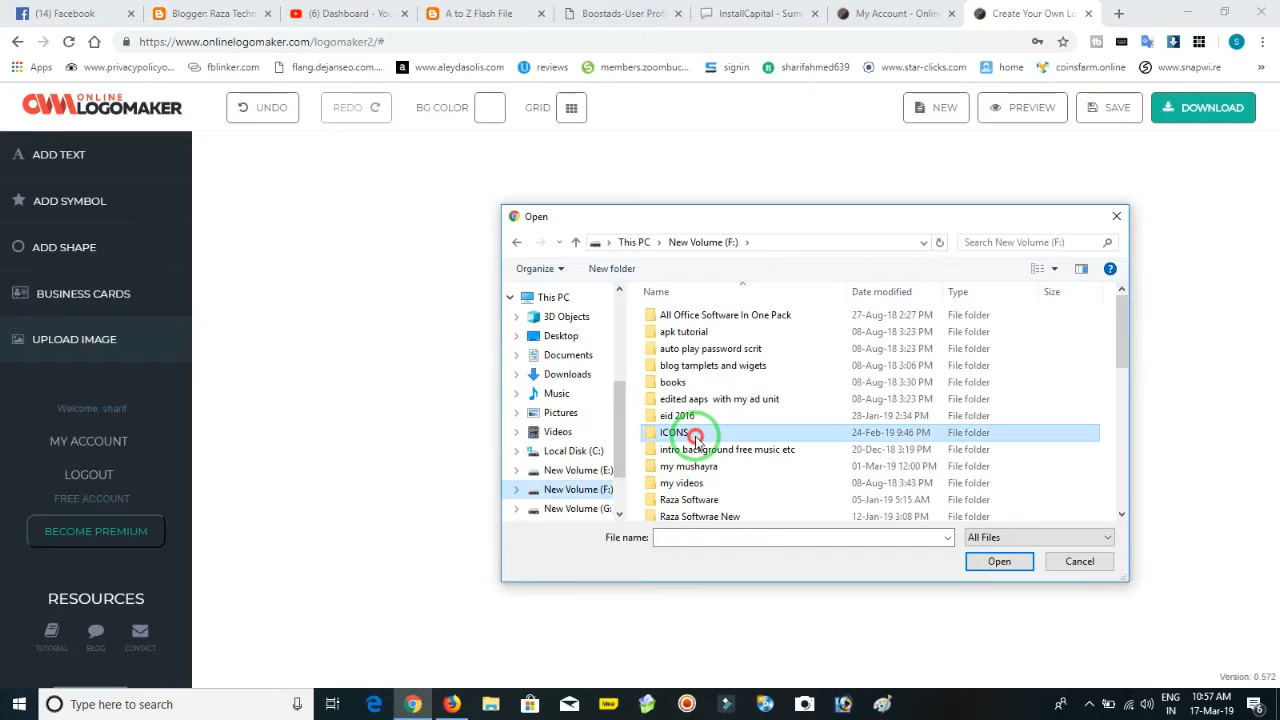 (6) Dashboard - You
Blogger: Raza Techni
A to Z Flash File
Boostads-User Profil
InstallCapital - Summ
My Account - Online
Create Your Own Lo
https://www.onlinelogomaker.com/logomaker2/#
Apps
www.privacypolicyo...
fblinker.com
flang.dejanseo.com...
www.aleydasolis.com
reviews
members.zoombuc...
signin
sharifahmed39
www.star-clicks.com
home
coinsfarmonline
www.snapwi.re
»
ONLINE
LOGOMAKER
UNDO
REDO
BG COLOR
GRID
NEW
PREVIEW
SAVE
DOWNLOAD
ADD TEXT
ADD SYMBOL
ADD SHAPE
BUSINESS CARDS
UPLOAD IMAGE
Welcome, sharif
MY ACCOUNT
LOGOUT
FREE ACCOUNT
BECOME PREMIUM
RESOURCES
TUTORIAL
BLOG
CONTACT
Open
This PC > New Volume (F:) >
Search New Volume (F:)
Organize
New folder
This PC
3D Objects
Desktop
Documents
Downloads
Music
Pictures
Videos
Local Disk (C:)
New Volume (E:)
New Volume (F:)
New Volume (G:
Name Date modified Type Size
All Office Software In One Pack 27-Aug-18 2:27 PM File folder
apk tutorial 08-Aug-18 3:23 PM File folder
auto play password scrit 08-Aug-18 3:23 PM File folder
blog tamplets and wigets 08-Aug-18 3:06 PM File folder
books 08-Aug-18 3:30 PM File folder
edited aaps with my ad unit 08-Aug-18 3:23 PM File folder
eid 2016 28-Jan-19 2:34 PM File folder
ICONS 24-Feb-19 9:46 PM File folder
intro background free music etc 20-Dec-18 3:19 PM File folder
my mushayra 01-Mar-19 12:00 PM File folder
my videos 08-Aug-18 3:43 PM File folder
Raza Software 05-Jan-19 5:15 AM File folder
Raza Softwrae New 12-Jan-19 3:08 PM File folder
File name:
All Files
Open
Cancel
Version: 0.572
Type here to search
ENG
IN
10:57 AM
17-Mar-19